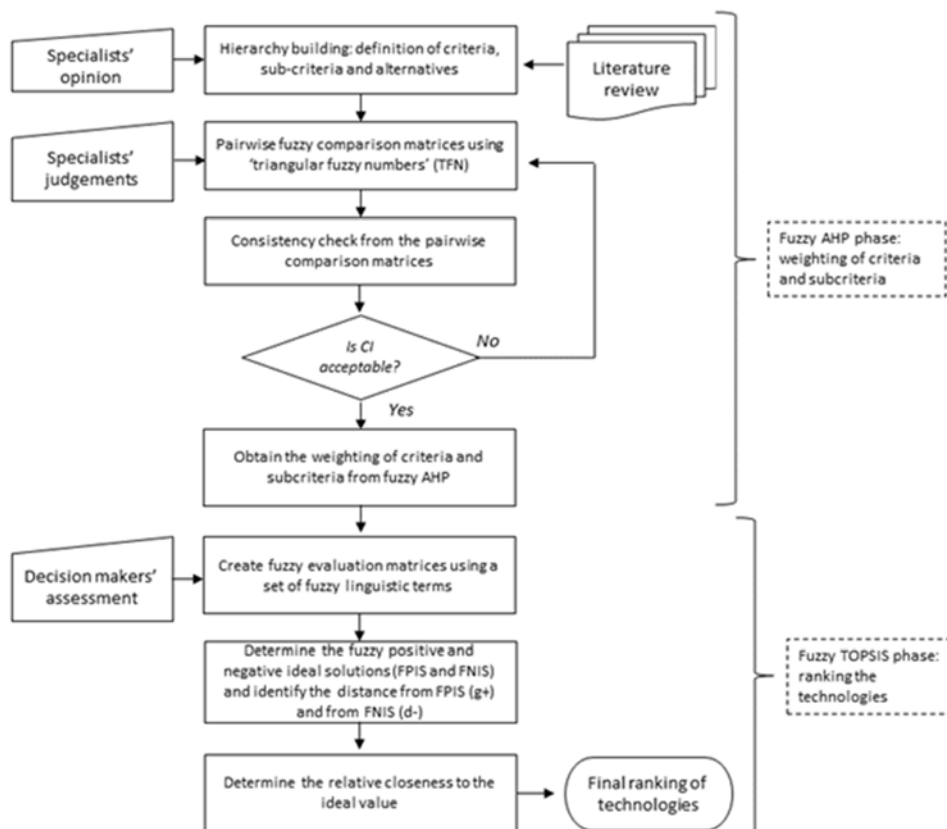 Specialists'
opinion
Hierarchy building: definition of criteria,
sub-criteria and alternatives
Literature
review
Specialists'
judgements
Pairwise fuzzy comparison matrices using
'triangular fuzzy numbers' (TFN)
Consistency check from the pairwise
comparison matrices
Fuzzy AHP phase:
weighting of criteria
and subcriteria
Is CI
acceptable?
No
Yes
Obtain the weighting of criteria and
subcriteria from fuzzy AHP
Decision makers'
assessment
Create fuzzy evaluation matrices using a
set of fuzzy linguistic terms
Determine the fuzzy positive and
negative ideal solutions (FPIS and FNIS)
and identify the distance from FPIS (g+)
and from FNIS (d-)
Fuzzy TOPSIS phase:
ranking the
technologies
Determine the relative closeness to the
ideal value
Final ranking of
technologies